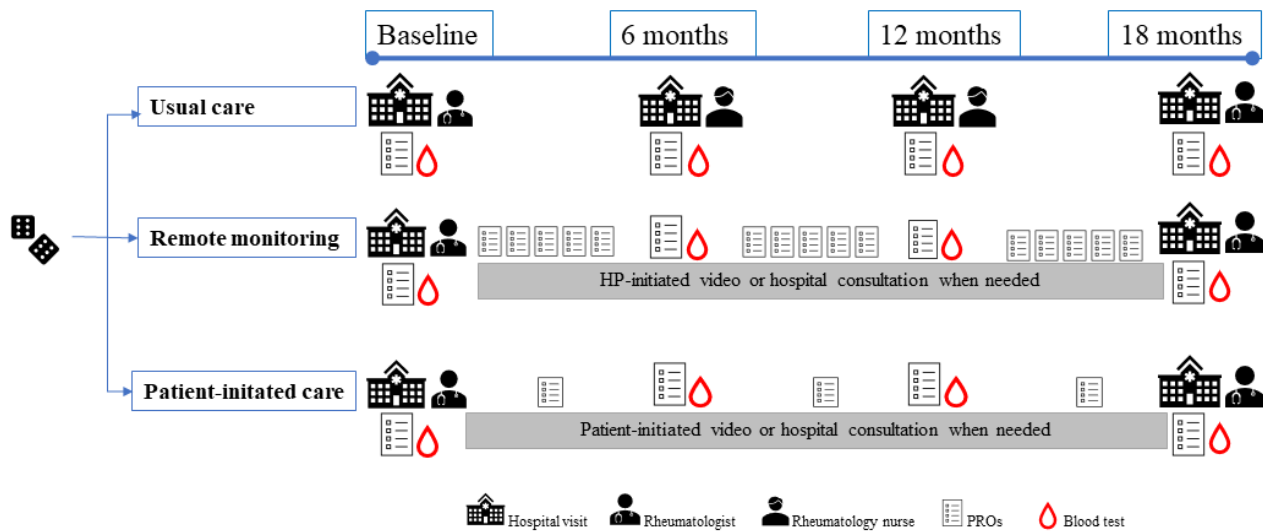 Baseline
6 months
12 months
18 months
Usual care
Remote monitoring
HP-initiated video or hospital consultation when needed
Patient-initated care
Patient-initiated video or hospital consultation when needed
Hospital visit
Rheumatologist
Rheumatology nurse
PROs
Blood test